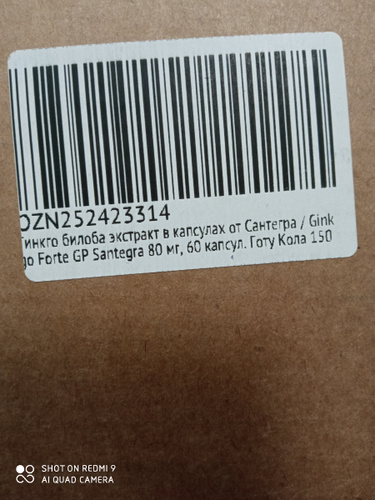 OZN252423314
Гинкго билоба экстракт в капсулах от Сантегра / Gink
go Forte GP Santegra 80 мг, 60 капсул. Готу Кола 150
SHOT ON REDMI 9
AI QUAD CAMERA